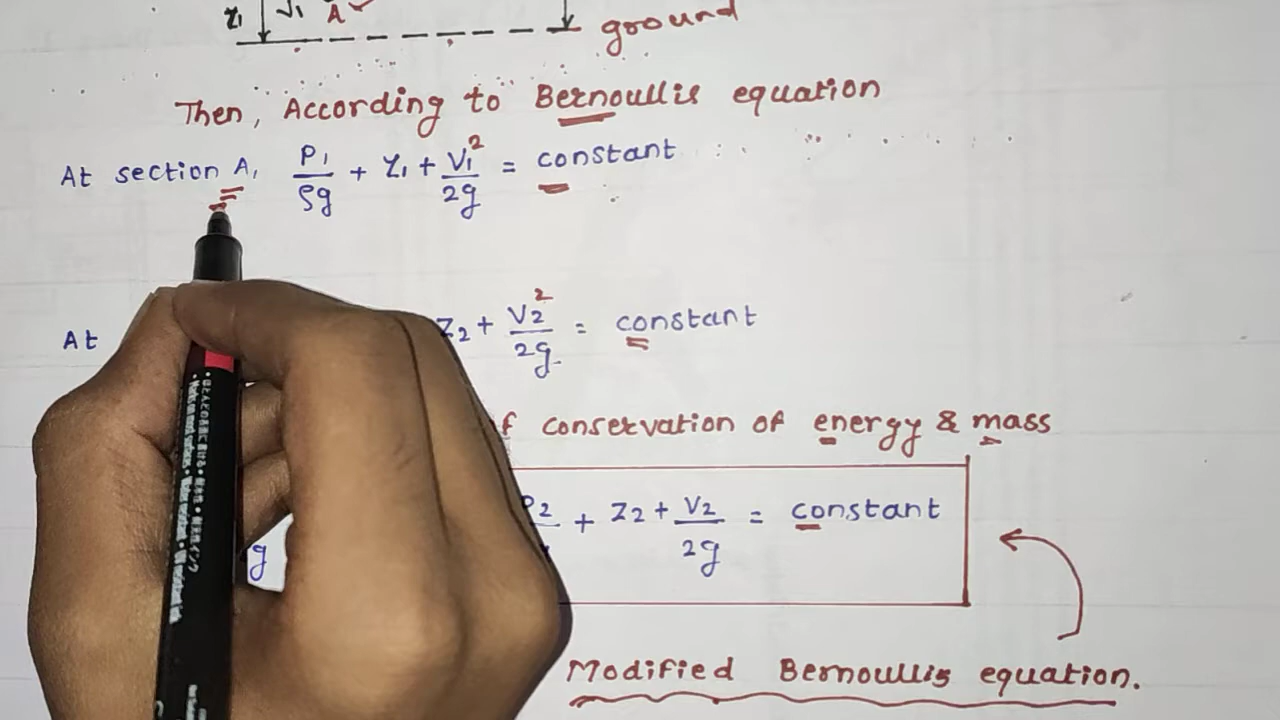 Z₁ V₁ A
ground
Then, According to Bernoullis equation
At section A, P₁/ρg + Z₁ + V₁²/2g = constant
At Z₂ + V₂²/2g = constant
f conservation of energy & mass
g P₂ + Z₂ + V₂/2g = constant
Modified Bernoullis equation.